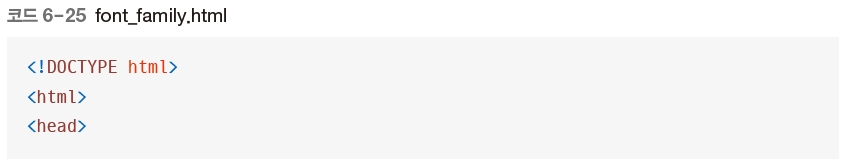 코드 6-25 font_family.html
<!DOCTYPE html>
<html>
<head>